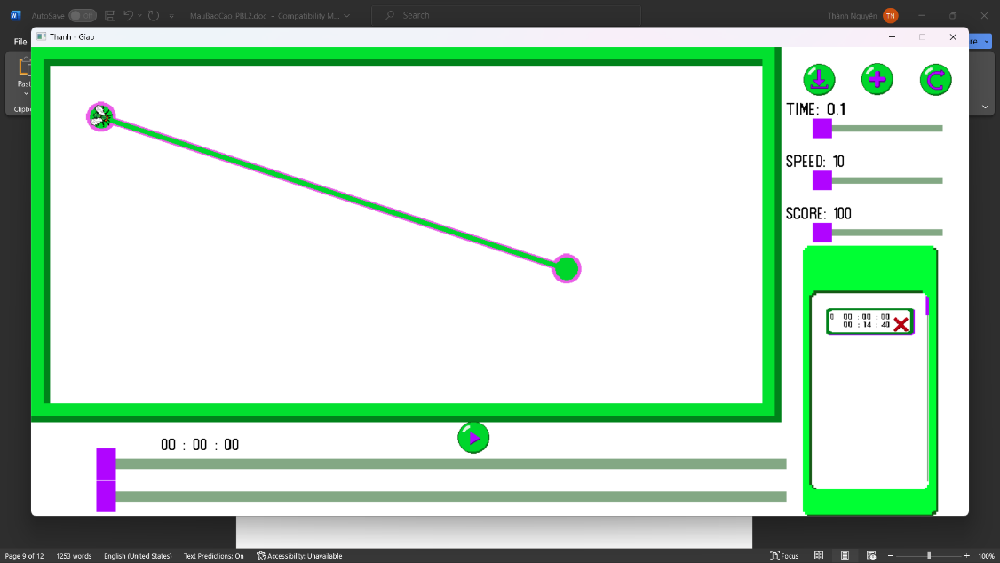 AutoSave Off MauBaoCao_PBL2.doc - Compatibility M... Search Thành Nguyễn TN
Thanh - Giap
File
re
Past
Clipbo
TIME: 0.1
SPEED: 10
SCORE: 100
0 00 : 00 : 00
00 : 14 : 40
00 : 00 : 00
Page 9 of 12 1253 words English (United States) Text Predictions: On Accessibility: Unavailable Focus 100%